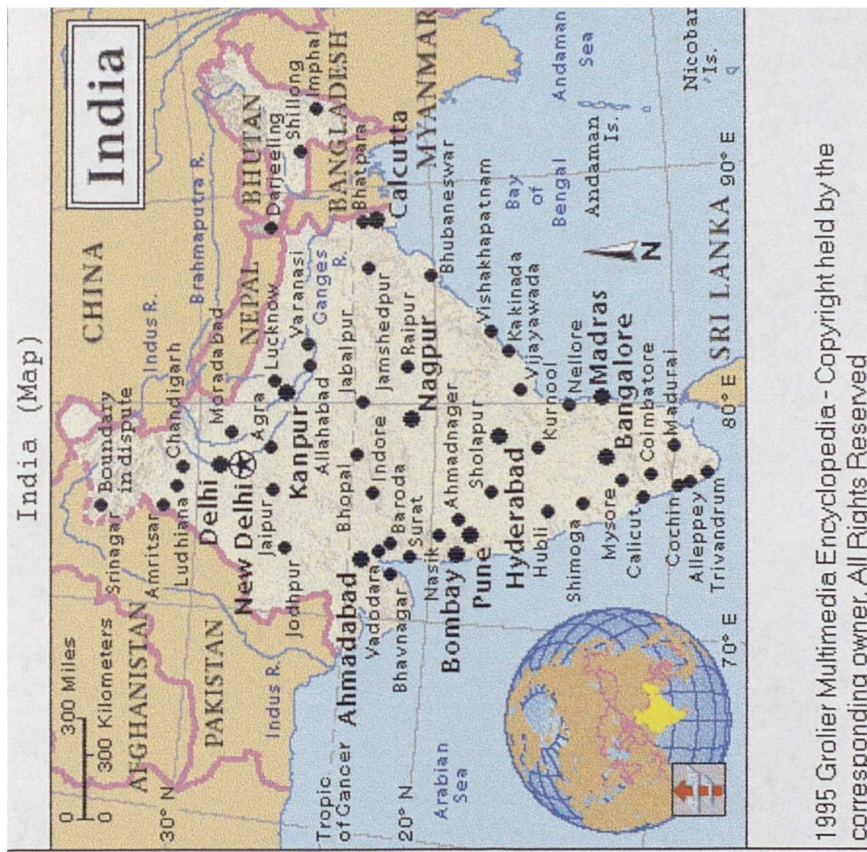 India (Map)
India
0 300 Miles
0 300 Kilometers
CHINA
AFGHANISTAN
PAKISTAN
NEPAL
BHUTAN
BANGLADESH
MYANMAR
SRI LANKA
Boundary
in dispute
Indus R.
Brahmaputra R.
Indus R.
Ganges
R.
30° N
Tropic
of Cancer
20° N
Arabian
Sea
Bay
of
Bengal
Andaman
Sea
Andaman
Is.
Nicobar
Is.
70° E
80° E
90° E
N
Srinagar
Amritsar
Ludhiana
Chandigarh
Delhi
New Delhi
Moradabad
Jaipur
Agra
Lucknow
Jodhpur
Kanpur
Varanasi
Allahabad
Darjeeling
Shillong
Imphal
Bhatpara
Calcutta
Ahmadabad
Bhopal
Jabalpur
Indore
Jamshedpur
Vadodara
Baroda
Bhavnagar
Surat
Raipur
Nagpur
Bhubaneswar
Nasik
Ahmadnager
Bombay
Pune
Sholapur
Hyderabad
Vishakhapatnam
Kakinada
Vijayawada
Hubli
Kurnool
Shimoga
Nellore
Madras
Bangalore
Mysore
Calicut
Coimbatore
Cochin
Madurai
Alleppey
Trivandrum
1995 Grolier Multimedia Encyclopedia - Copyright held by the
corresponding owner. All Rights Reserved